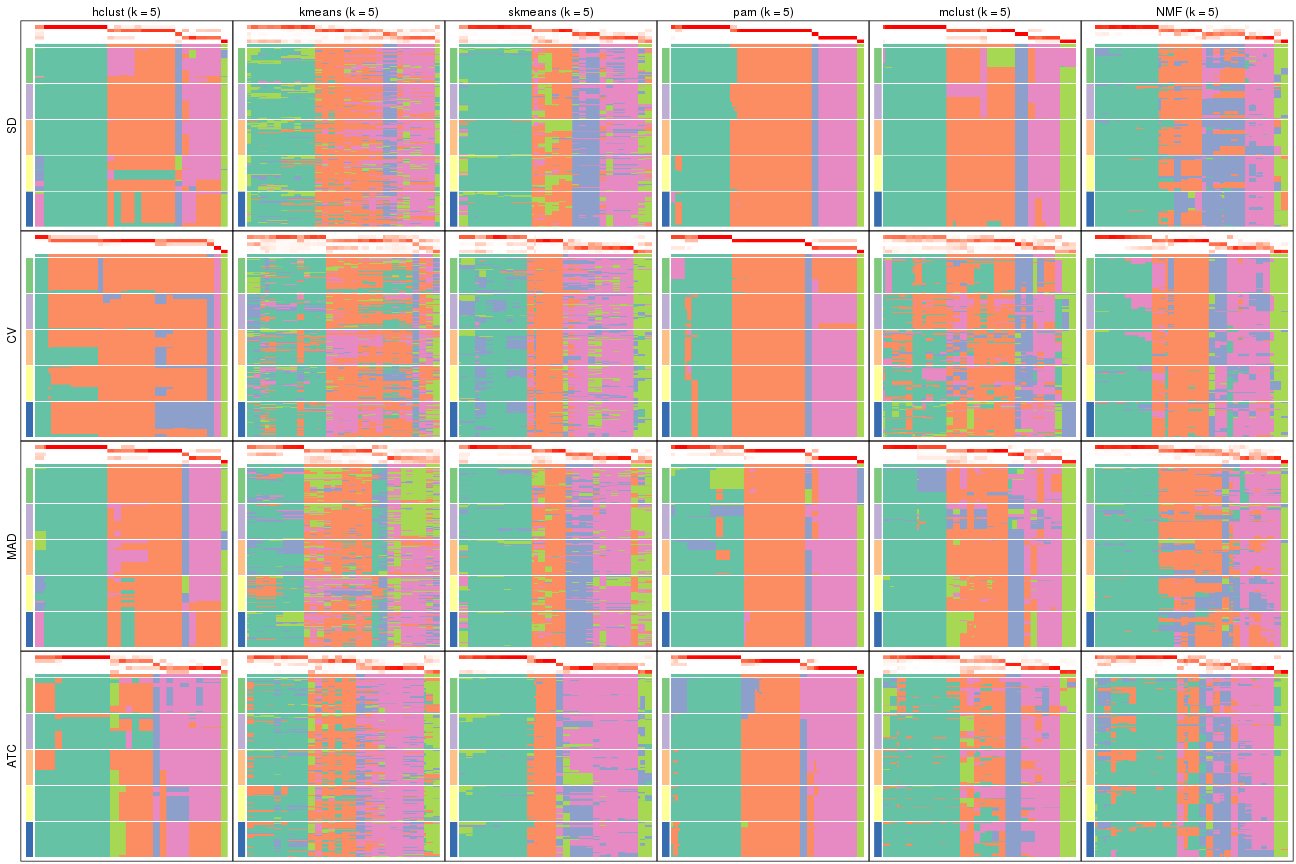 hclust (k = 5) kmeans (k = 5) skmeans (k = 5) pam (k = 5) mclust (k = 5) NMF (k = 5)
SD
CV
MAD
ATC